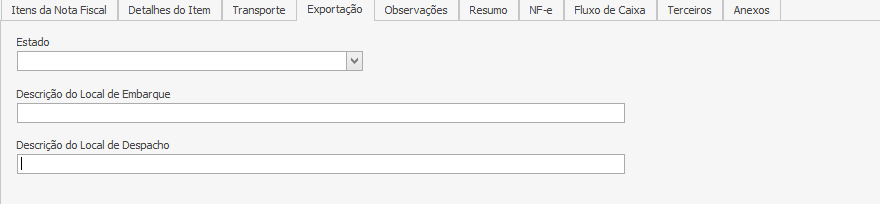 Itens da Nota Fiscal Detalhes do Item Transporte Exportação Observações Resumo NF-e Fluxo de Caixa Terceiros Anexos
Estado
Descrição do Local de Embarque
Descrição do Local de Despacho